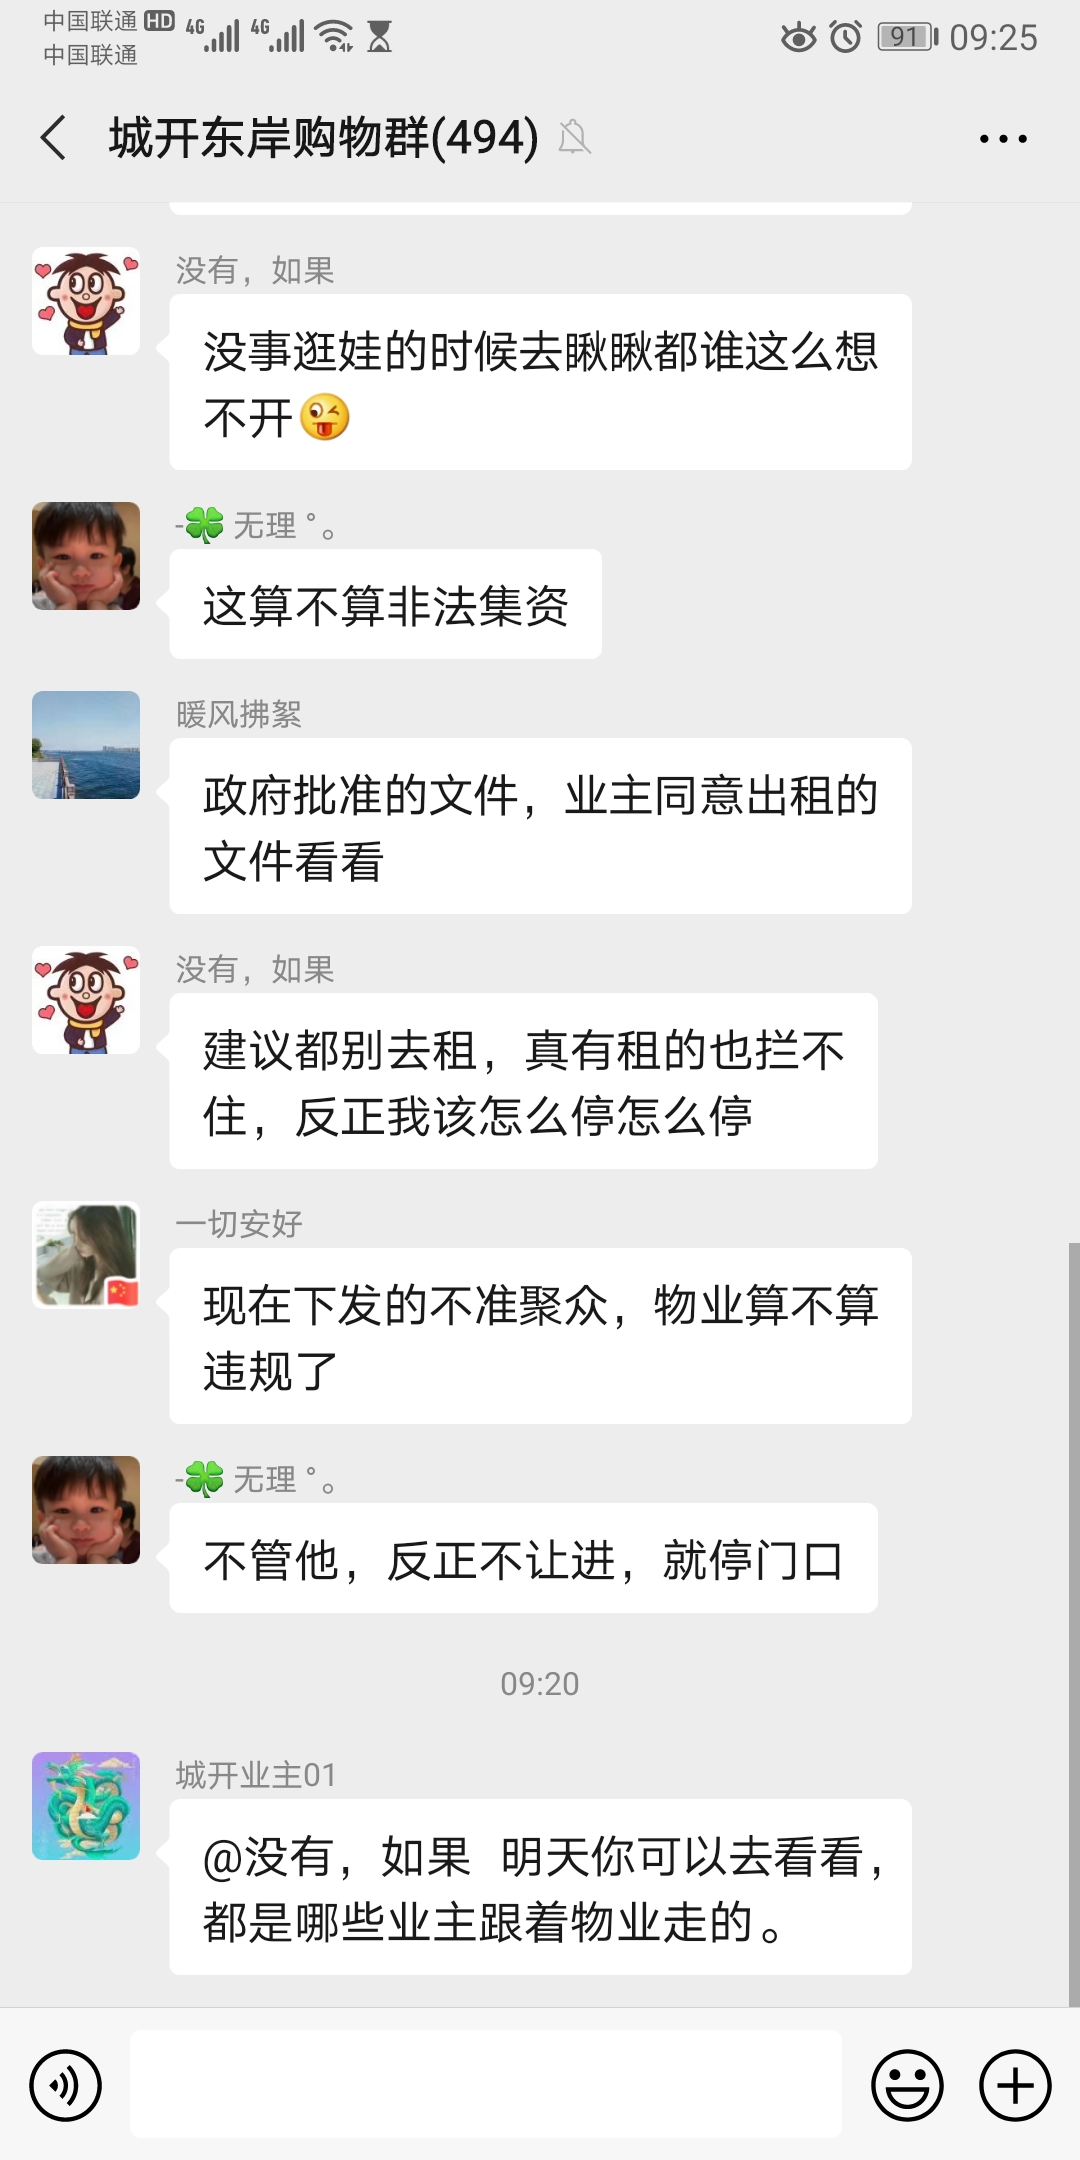 中国联通 HD 4G 4G 91 09:25
中国联通
城开东岸购物群(494)
没有，如果
没事逛娃的时候去瞅瞅都谁这么想
不开😜
-🍀 无理 °。
这算不算非法集资
暖风拂絮
政府批准的文件，业主同意出租的
文件看看
没有，如果
建议都别去租，真有租的也拦不
住，反正我该怎么停怎么停
一切安好
现在下发的不准聚众，物业算不算
违规了
-🍀 无理 °。
不管他，反正不让进，就停门口
09:20
城开业主01
@没有，如果 明天你可以去看看，
都是哪些业主跟着物业走的。